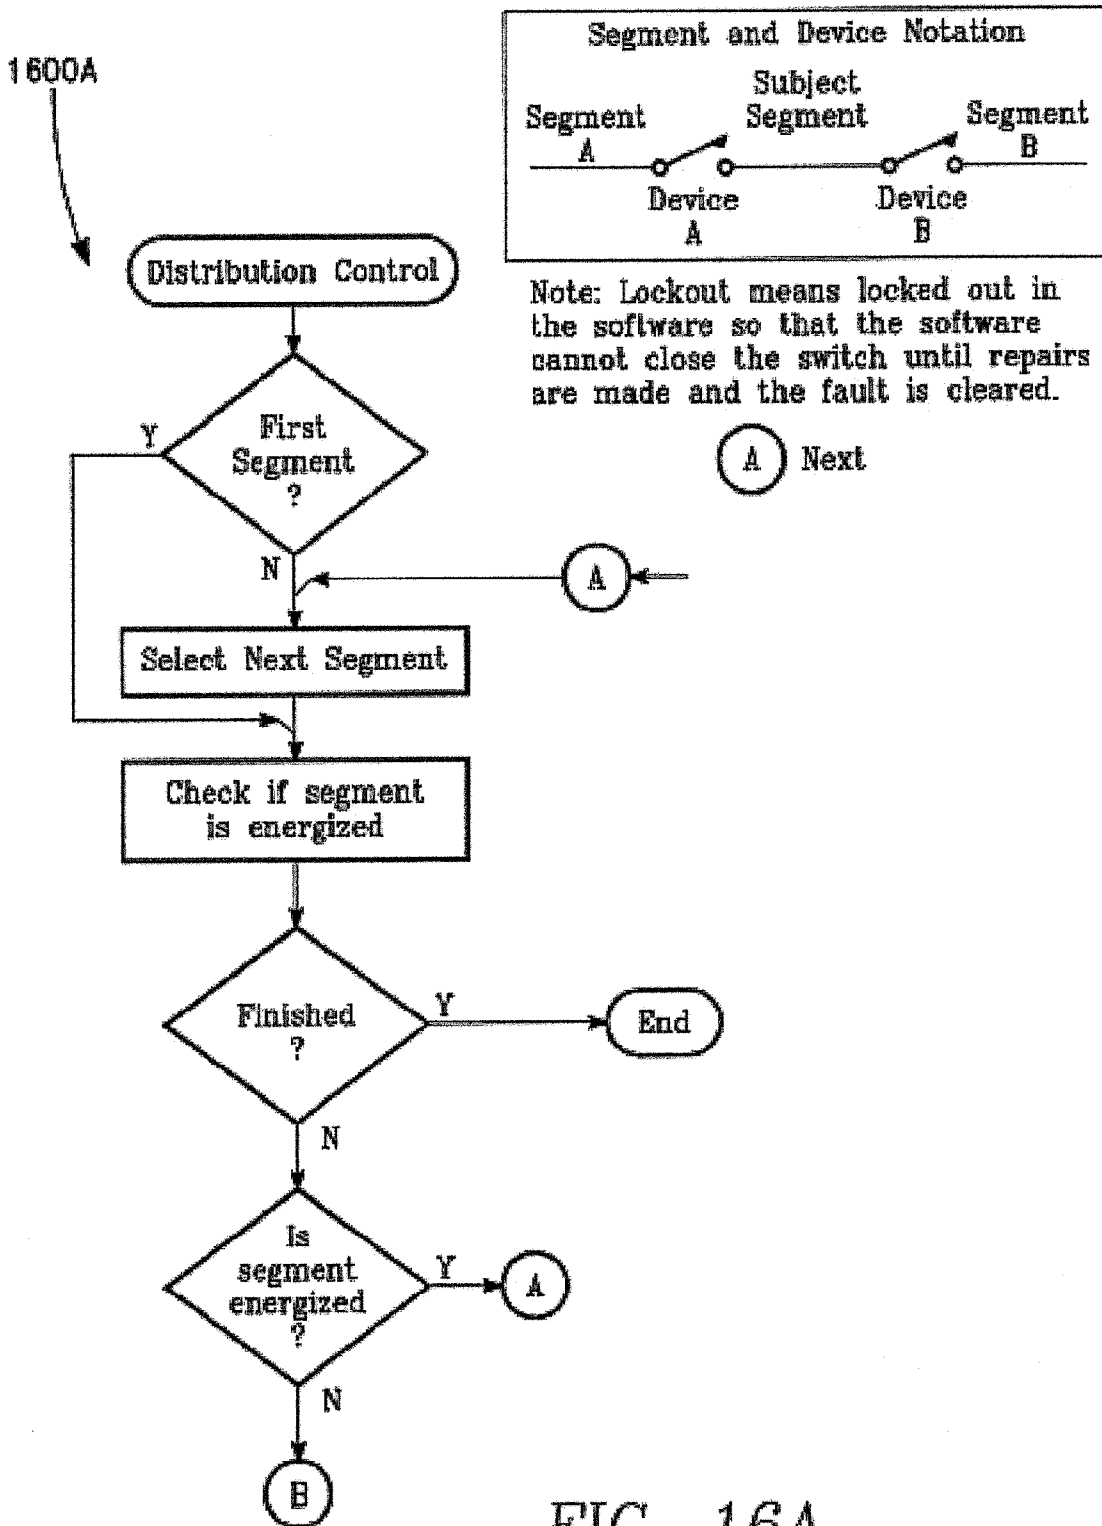 1600A
Segment and Device Notation
Segment
A
Subject
Segment
Segment
B
Device
A
Device
B
Distribution Control
Note: Lockout means locked out in
the software so that the software
cannot close the switch until repairs
are made and the fault is cleared.
Y
First
Segment
?
A Next
N
A
Select Next Segment
Check if segment
is energized
Finished
?
Y
End
N
Is
segment
energized
?
Y
A
N
B
FIG. 16A